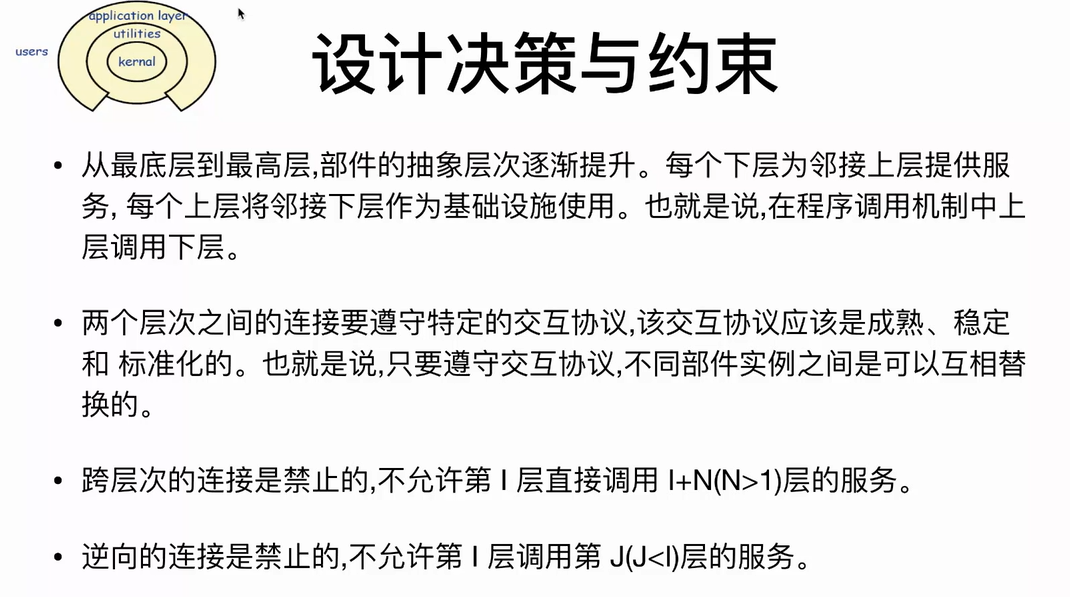 application layer
utilities
users
kernal
设计决策与约束
• 从最底层到最高层,部件的抽象层次逐渐提升。每个下层为邻接上层提供服
务, 每个上层将邻接下层作为基础设施使用。也就是说,在程序调用机制中上
层调用下层。
• 两个层次之间的连接要遵守特定的交互协议,该交互协议应该是成熟、稳定
和 标准化的。也就是说,只要遵守交互协议,不同部件实例之间是可以互相替
换的。
• 跨层次的连接是禁止的,不允许第 I 层直接调用 I+N(N>1)层的服务。
• 逆向的连接是禁止的,不允许第 I 层调用第 J(J<I)层的服务。